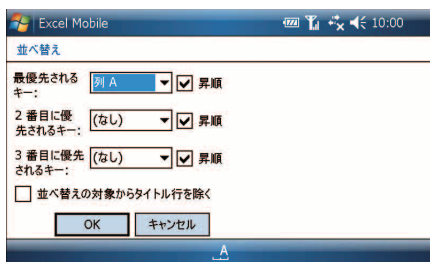 Excel Mobile 10:00
並べ替え
最優先される
キー: 列 A 昇順
2 番目に優
先されるキー: (なし) 昇順
3 番目に優先
されるキー: (なし) 昇順
並べ替えの対象からタイトル行を除く
OK キャンセル
A